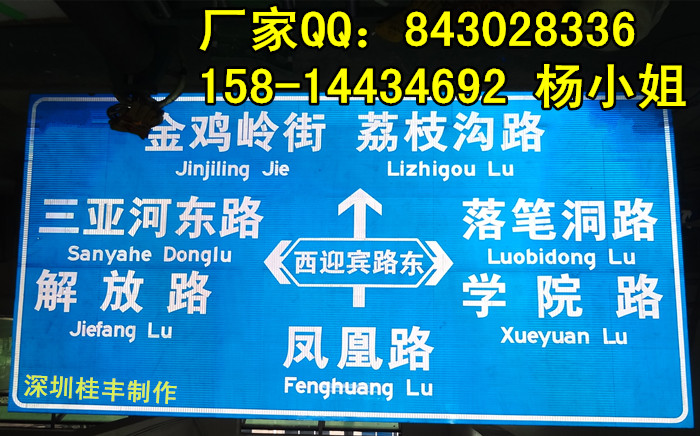 厂家QQ：843028336
158-14434692 杨小姐
金鸡岭街 荔枝沟路
Jinjiling Jie Lizhigou Lu
三亚河东路 落笔洞路
Sanyahe Donglu Luobidong Lu
西迎宾路东
解放路 学院路
Jiefang Lu Xueyuan Lu
凤凰路
Fenghuang Lu
深圳桂丰制作